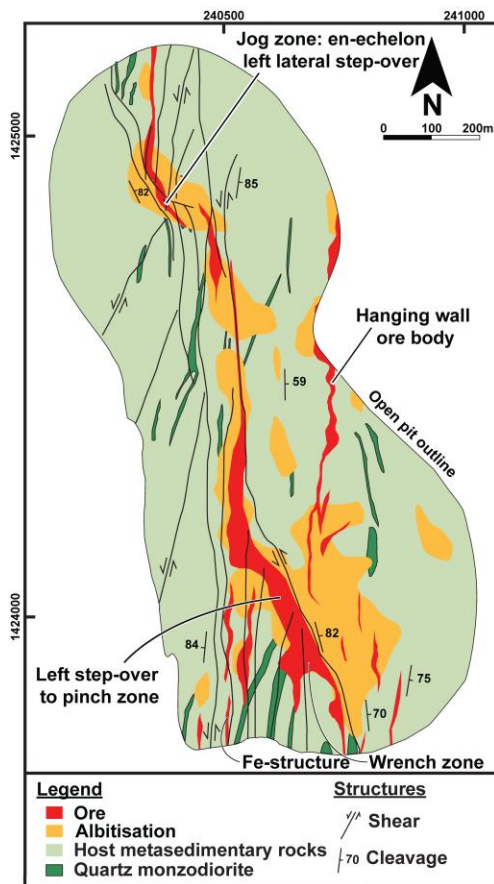 240500
241000
Jog zone: en-echelon
left lateral step-over
N
0
100
200m
1425000
82
85
Hanging wall
ore body
59
Open pit outline
1424000
84
82
75
70
Left step-over
to pinch zone
Fe-structure
Wrench zone
Legend
Ore
Albitisation
Host metasedimentary rocks
Quartz monzodiorite
Structures
Shear
70 Cleavage